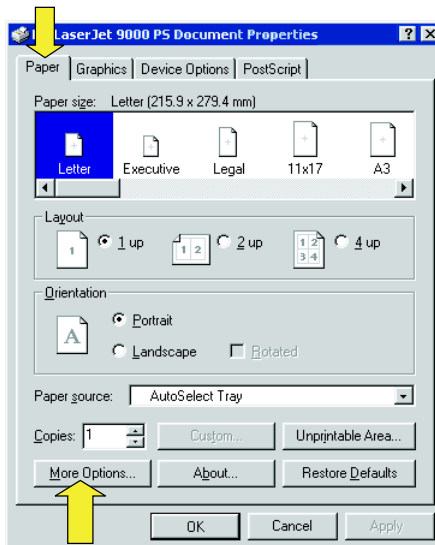 LaserJet 9000 PS Document Properties ? X
Paper Graphics Device Options PostScript
Paper size: Letter (215.9 x 279.4 mm)
Letter Executive Legal 11x17 A3
Layout
1 1 up 1 2 2 up 1 2 3 4 4 up
Orientation
A Portrait
Landscape Rotated
Paper source: AutoSelect Tray
Copies: 1 Custom... Unprintable Area...
More Options... About... Restore Defaults
OK Cancel Apply